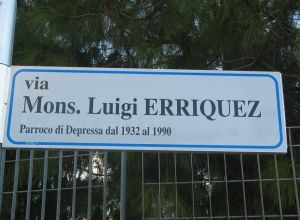 via
Mons. Luigi ERRIQUEZ
Parroco di Depressa dal 1932 al 1990